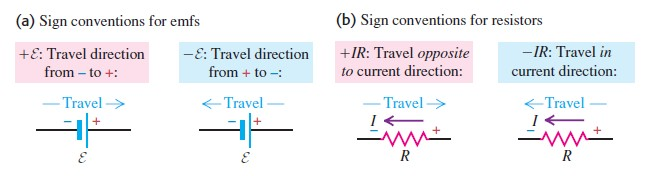 (a) Sign conventions for emfs
+ℰ: Travel direction
from – to +:
–ℰ: Travel direction
from + to –:
Travel
– +
ℰ
Travel
– +
ℰ
(b) Sign conventions for resistors
+IR: Travel opposite
to current direction:
–IR: Travel in
current direction:
Travel
I
– +
R
Travel
I
– +
R